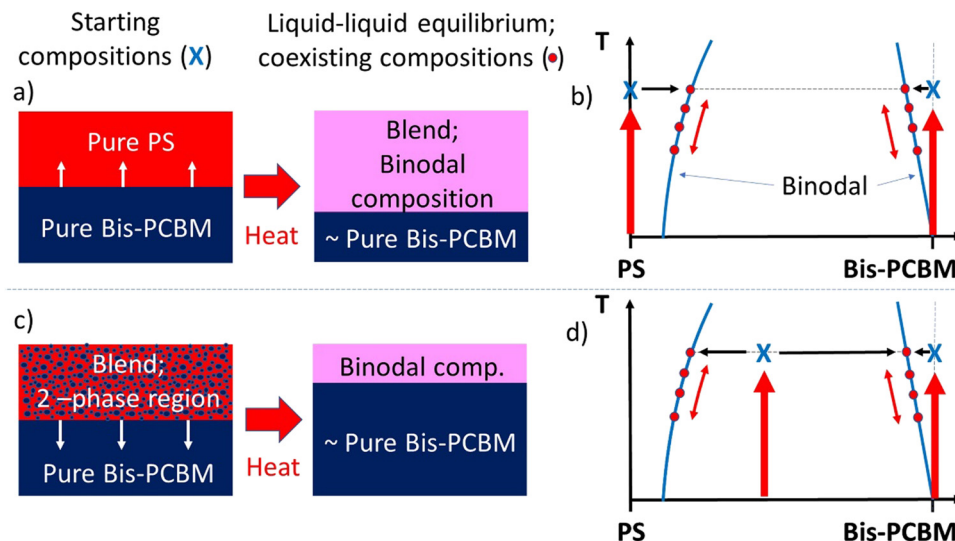 Starting
compositions (X)
Liquid-liquid equilibrium;
coexisting compositions ( )
a)
Pure PS
Pure Bis-PCBM
Heat
Blend;
Binodal
composition
~ Pure Bis-PCBM
b)
T
X
X
Binodal
PS
Bis-PCBM
c)
Blend;
2 –phase region
Pure Bis-PCBM
Heat
Binodal comp.
~ Pure Bis-PCBM
d)
T
X
X
PS
Bis-PCBM